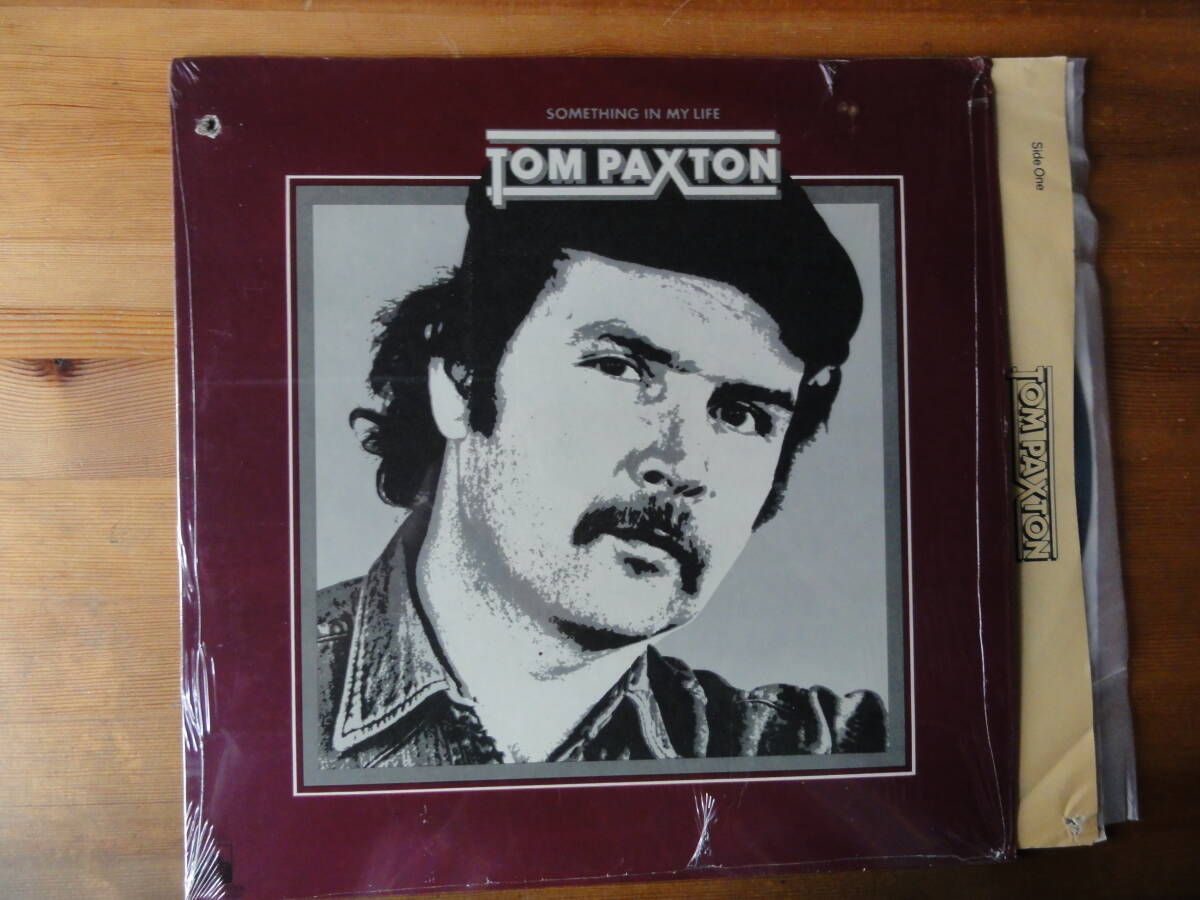 SOMETHING IN MY LIFE
TOM PAXTON
Side One
TOM PAXTON